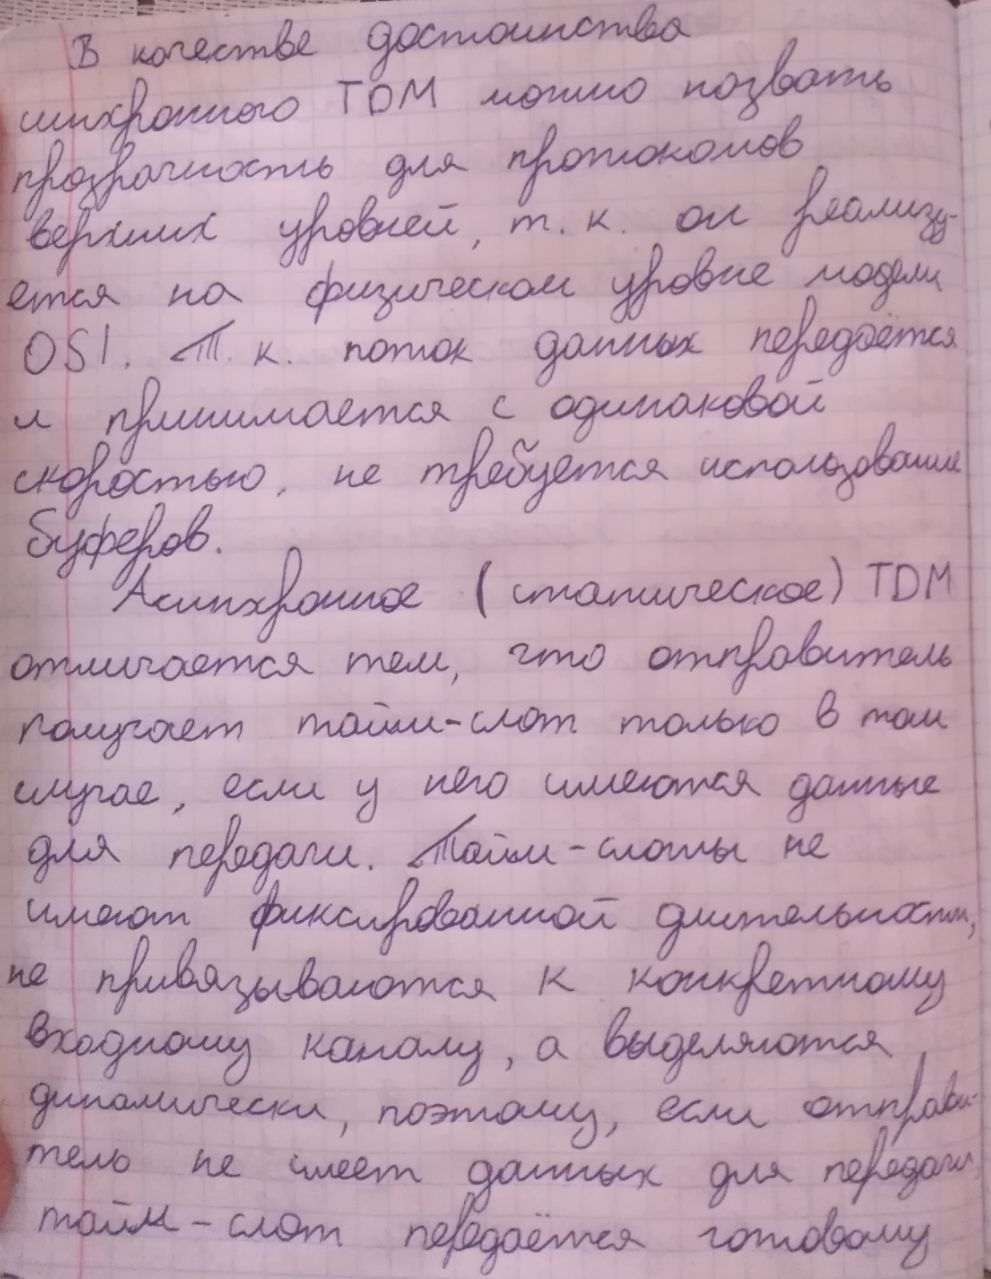 В качестве достоинства
синхронного TDM можно назвать
прозрачность для протоколов
верхних уровней, т. к. он реализу-
ется на физическом уровне модели
OSI. Т. к. поток данных передаётся
и принимается с одинаковой
скоростью, не требуется использование
буферов.
Асинхронное (статическое) TDM
отличается тем, что отправитель
получает тайм-слот только в том
случае, если у него имеются данные
для передачи. Тайм-слоты не
имеют фиксированной длительности,
не привязываются к конкретному
входному каналу, а выделяются
динамически, поэтому, если отправи-
тель не имеет данных для передачи,
тайм-слот передаётся готовому